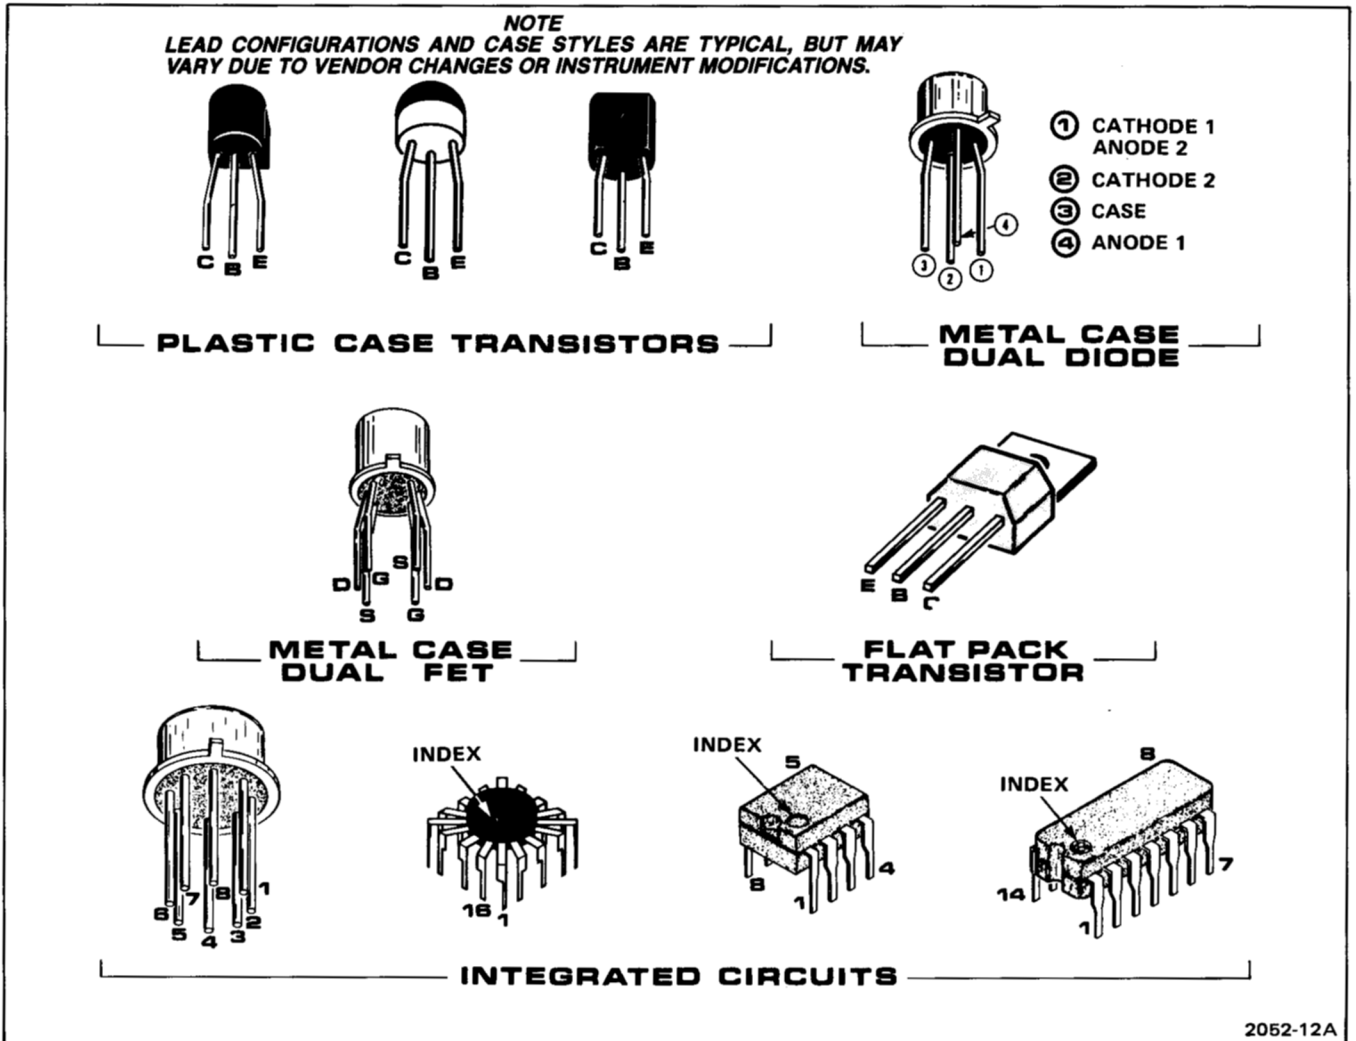 NOTE
LEAD CONFIGURATIONS AND CASE STYLES ARE TYPICAL, BUT MAY
VARY DUE TO VENDOR CHANGES OR INSTRUMENT MODIFICATIONS.
C B E
C B E
C B E
4
3 2 1
1 CATHODE 1
ANODE 2
2 CATHODE 2
3 CASE
4 ANODE 1
PLASTIC CASE TRANSISTORS
METAL CASE
DUAL DIODE
D G S D
S G
E B C
METAL CASE
DUAL FET
FLAT PACK
TRANSISTOR
6 5 7 4 8 3 2 1
INDEX
16 1
INDEX
5
8 1 4
INDEX
8
14 1 7
INTEGRATED CIRCUITS
2052-12A